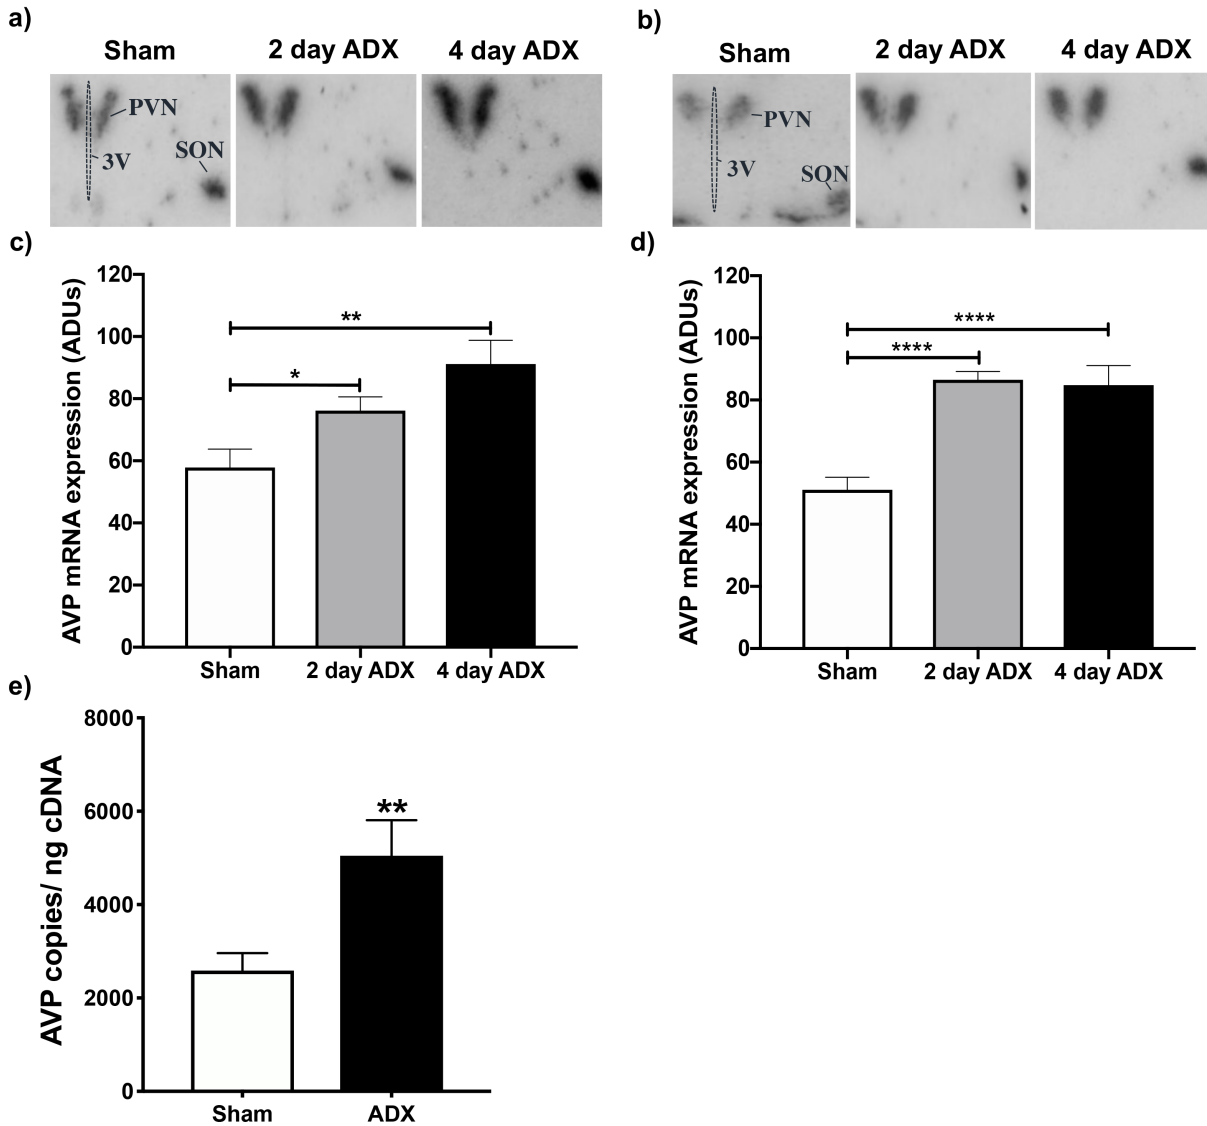 a)
Sham 2 day ADX 4 day ADX
PVN
3V
SON
b)
Sham 2 day ADX 4 day ADX
PVN
3V
SON
c)
AVP mRNA expression (ADUs)
120
100
80
60
40
20
0
**
*
Sham 2 day ADX 4 day ADX
d)
AVP mRNA expression (ADUs)
120
100
80
60
40
20
0
****
****
Sham 2 day ADX 4 day ADX
e)
AVP copies/ ng cDNA
8000
6000
4000
2000
0
**
Sham ADX